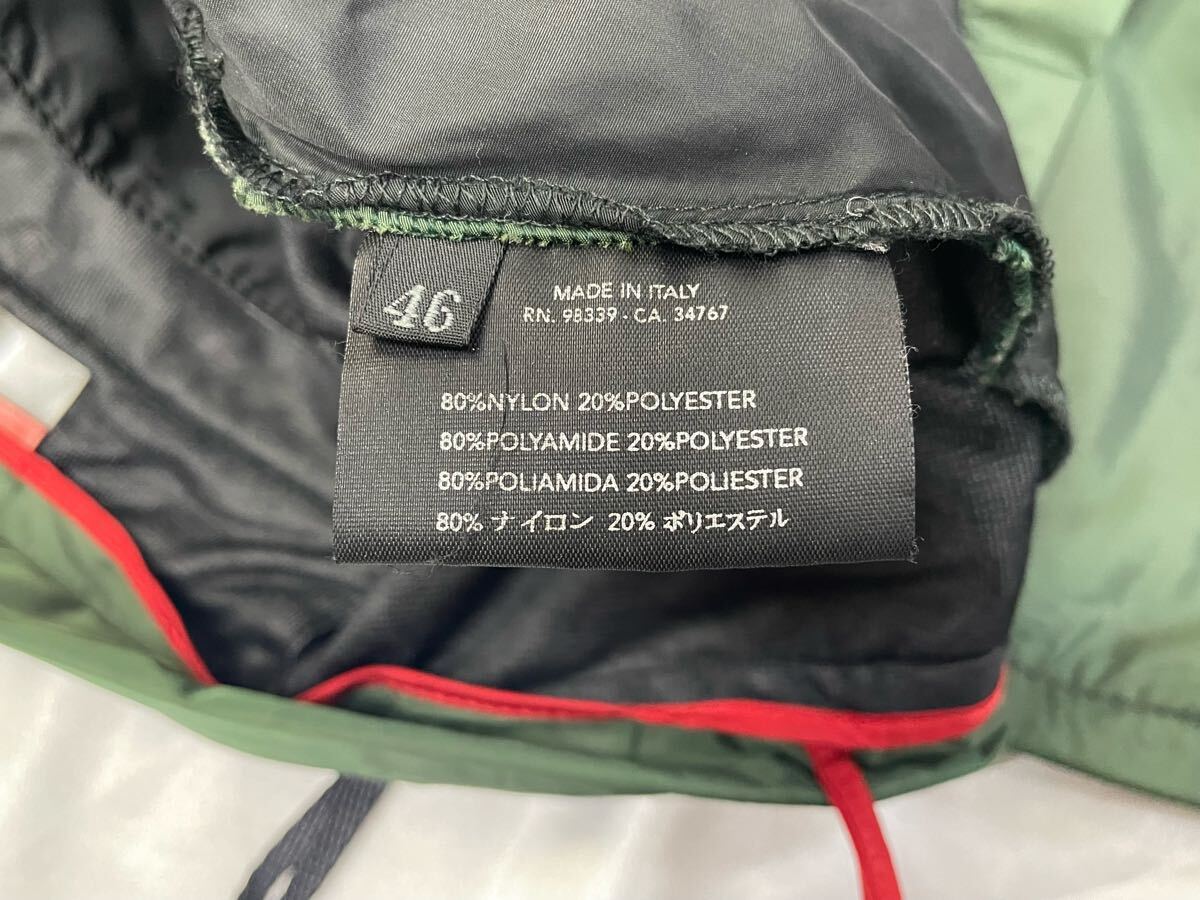 46
MADE IN ITALY
RN. 98339 - CA. 34767
80%NYLON 20%POLYESTER
80%POLYAMIDE 20%POLYESTER
80%POLIAMIDA 20%POLIESTER
80% ナイロン 20% ポリエステル